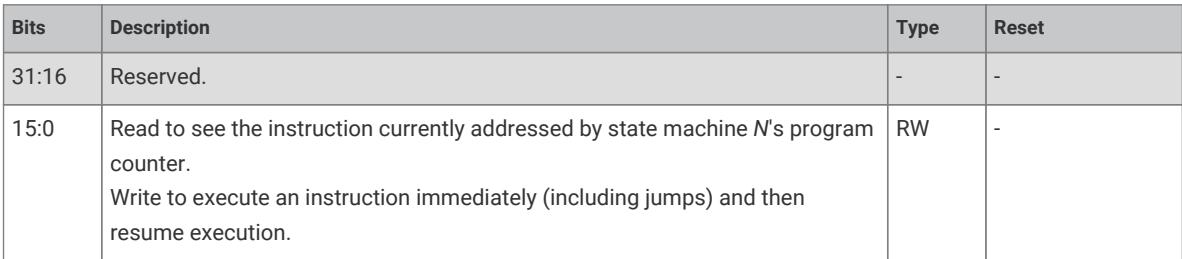 Bits Description Type Reset
31:16 Reserved. - -
15:0 Read to see the instruction currently addressed by state machine N's program RW -
counter.
Write to execute an instruction immediately (including jumps) and then
resume execution.